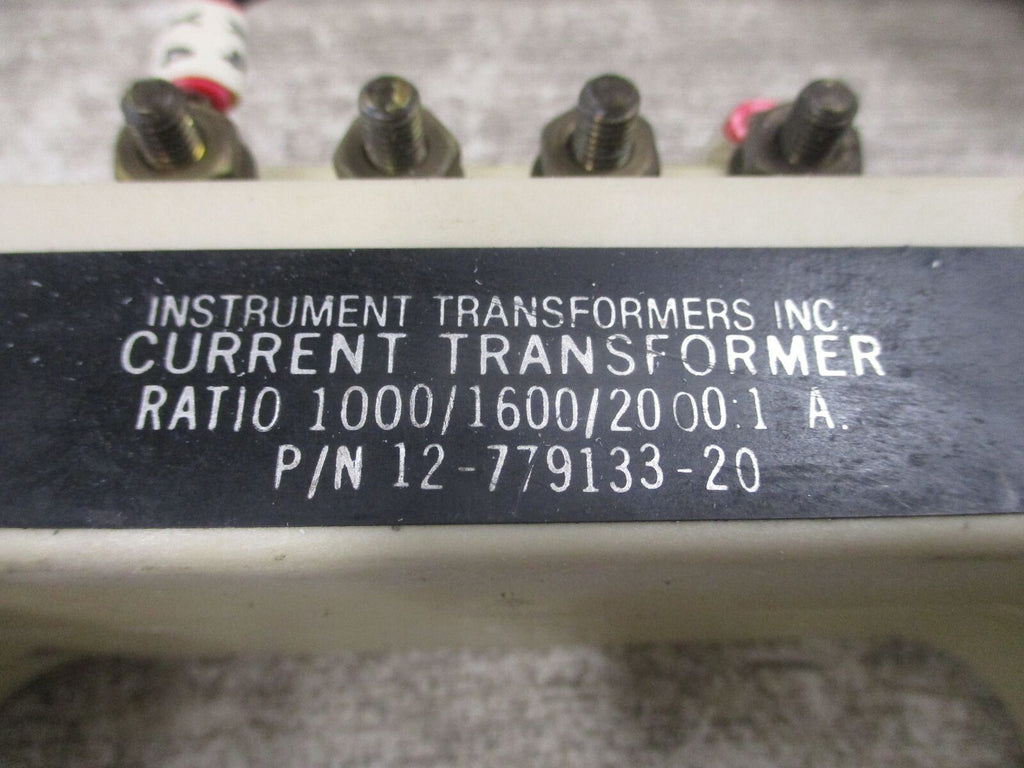 INSTRUMENT TRANSFORMERS INC.
CURRENT TRANSFORMER
RATIO 1000/1600/2000:1 A.
P/N 12-779133-20